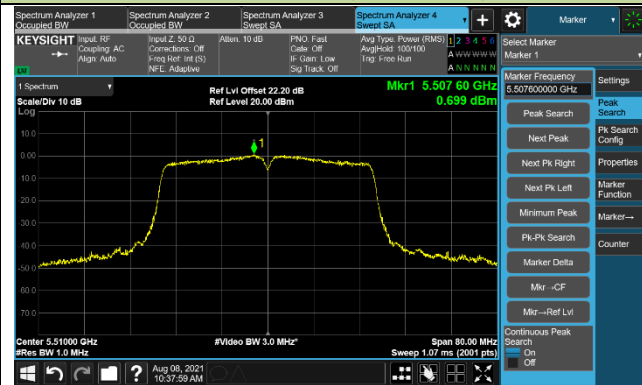 Spectrum Analyzer 1
Occupied BW
Spectrum Analyzer 2
Occupied BW
Spectrum Analyzer 3
Swept SA
Spectrum Analyzer 4
Swept SA
Marker
KEYSIGHT
Input: RF
Coupling: AC
Align: Auto
Input Z: 50 Ω
Corrections: Off
Freq Ref: Int (S)
NFE: Adaptive
Atten: 10 dB
PNO: Fast
Gate: Off
IF Gain: Low
Sig Track: Off
Avg Type: Power (RMS)
Avg|Hold: 100/100
Trig: Free Run
1 2 3 4 5 6
A W W W W W
A N N N N N
Select Marker
Marker 1
1 Spectrum
Scale/Div 10 dB
Log
Ref Lvl Offset 22.20 dB
Ref Level 20.00 dBm
Mkr1 5.507 60 GHz
0.699 dBm
Marker Frequency
5.507600000 GHz
Settings
Peak Search
Peak
Search
Next Peak
Pk Search
Config
Next Pk Right
Properties
Next Pk Left
Marker
Function
Minimum Peak
Marker→
Pk-Pk Search
Counter
Marker Delta
Mkr→CF
Mkr→Ref Lvl
Continuous Peak
Search
On
Off
10.0
0.00
10.0
20.0
30.0
40.0
50.0
60.0
70.0
1
Center 5.51000 GHz
#Res BW 1.0 MHz
#Video BW 3.0 MHz*
Span 80.00 MHz
Sweep 1.07 ms (2001 pts)
Aug 08, 2021
10:37:59 AM